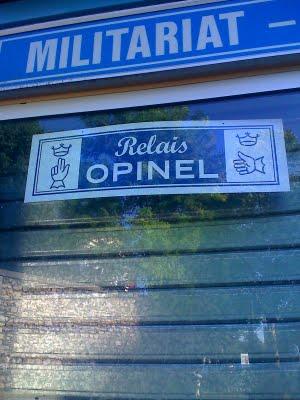 MILITARIAT -
Relais
OPINEL